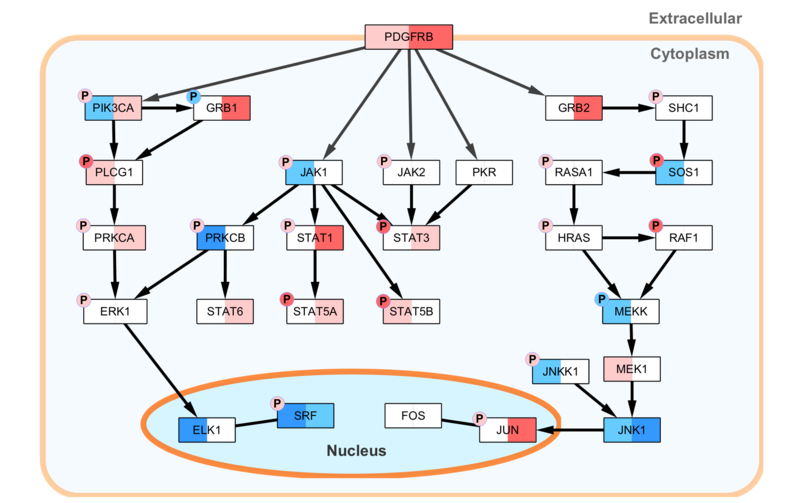 Extracellular
PDGFRB
Cytoplasm
P P P
PIK3CA GRB1 GRB2 SHC1
P P P P P
PLCG1 JAK1 JAK2 PKR RASA1 SOS1
P P P P P P
PRKCA PRKCB STAT1 STAT3 HRAS RAF1
P P P P
ERK1 STAT6 STAT5A STAT5B MEKK
P
JNKK1 MEK1
P P
SRF FOS
ELK1 JUN JNK1
Nucleus